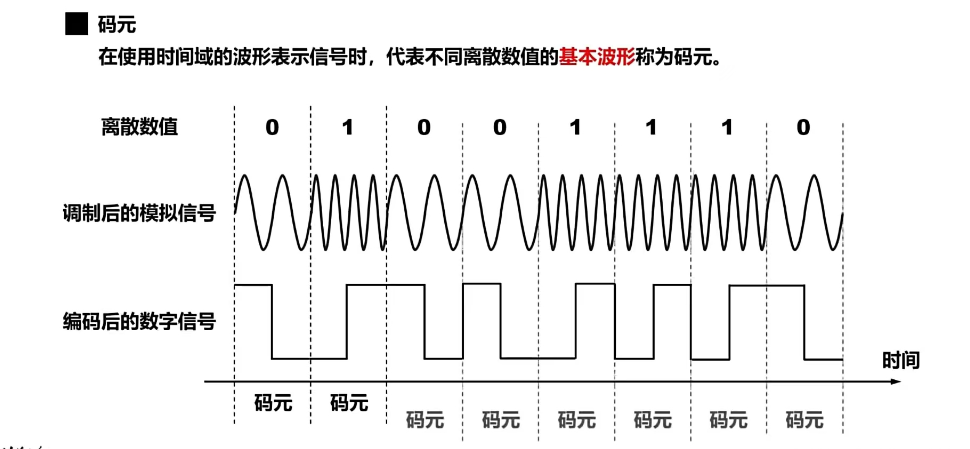 码元
在使用时间域的波形表示信号时，代表不同离散数值的基本波形称为码元。
离散数值 0 1 0 0 1 1 1 0
调制后的模拟信号
编码后的数字信号
时间
码元 码元 码元 码元 码元 码元 码元 码元